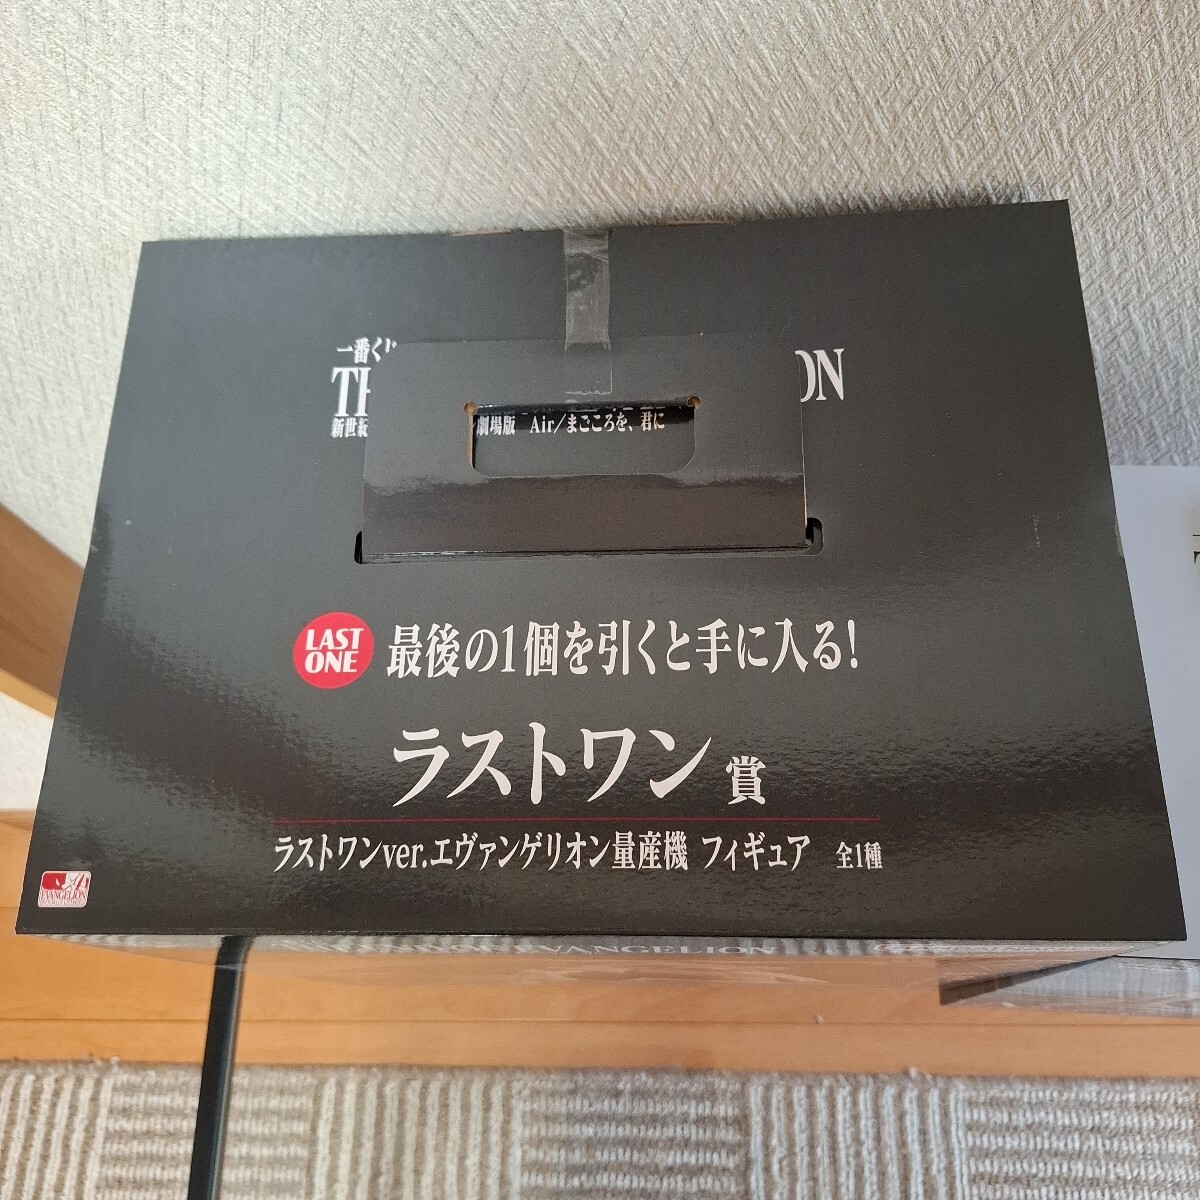 一番くじ
新世紀
劇場版 Air/まごころを、君に
LAST
ONE
最後の1個を引くと手に入る!
ラストワン賞
ラストワンver.エヴァンゲリオン量産機 フィギュア 全1種
EVANGELION
EVANGELION